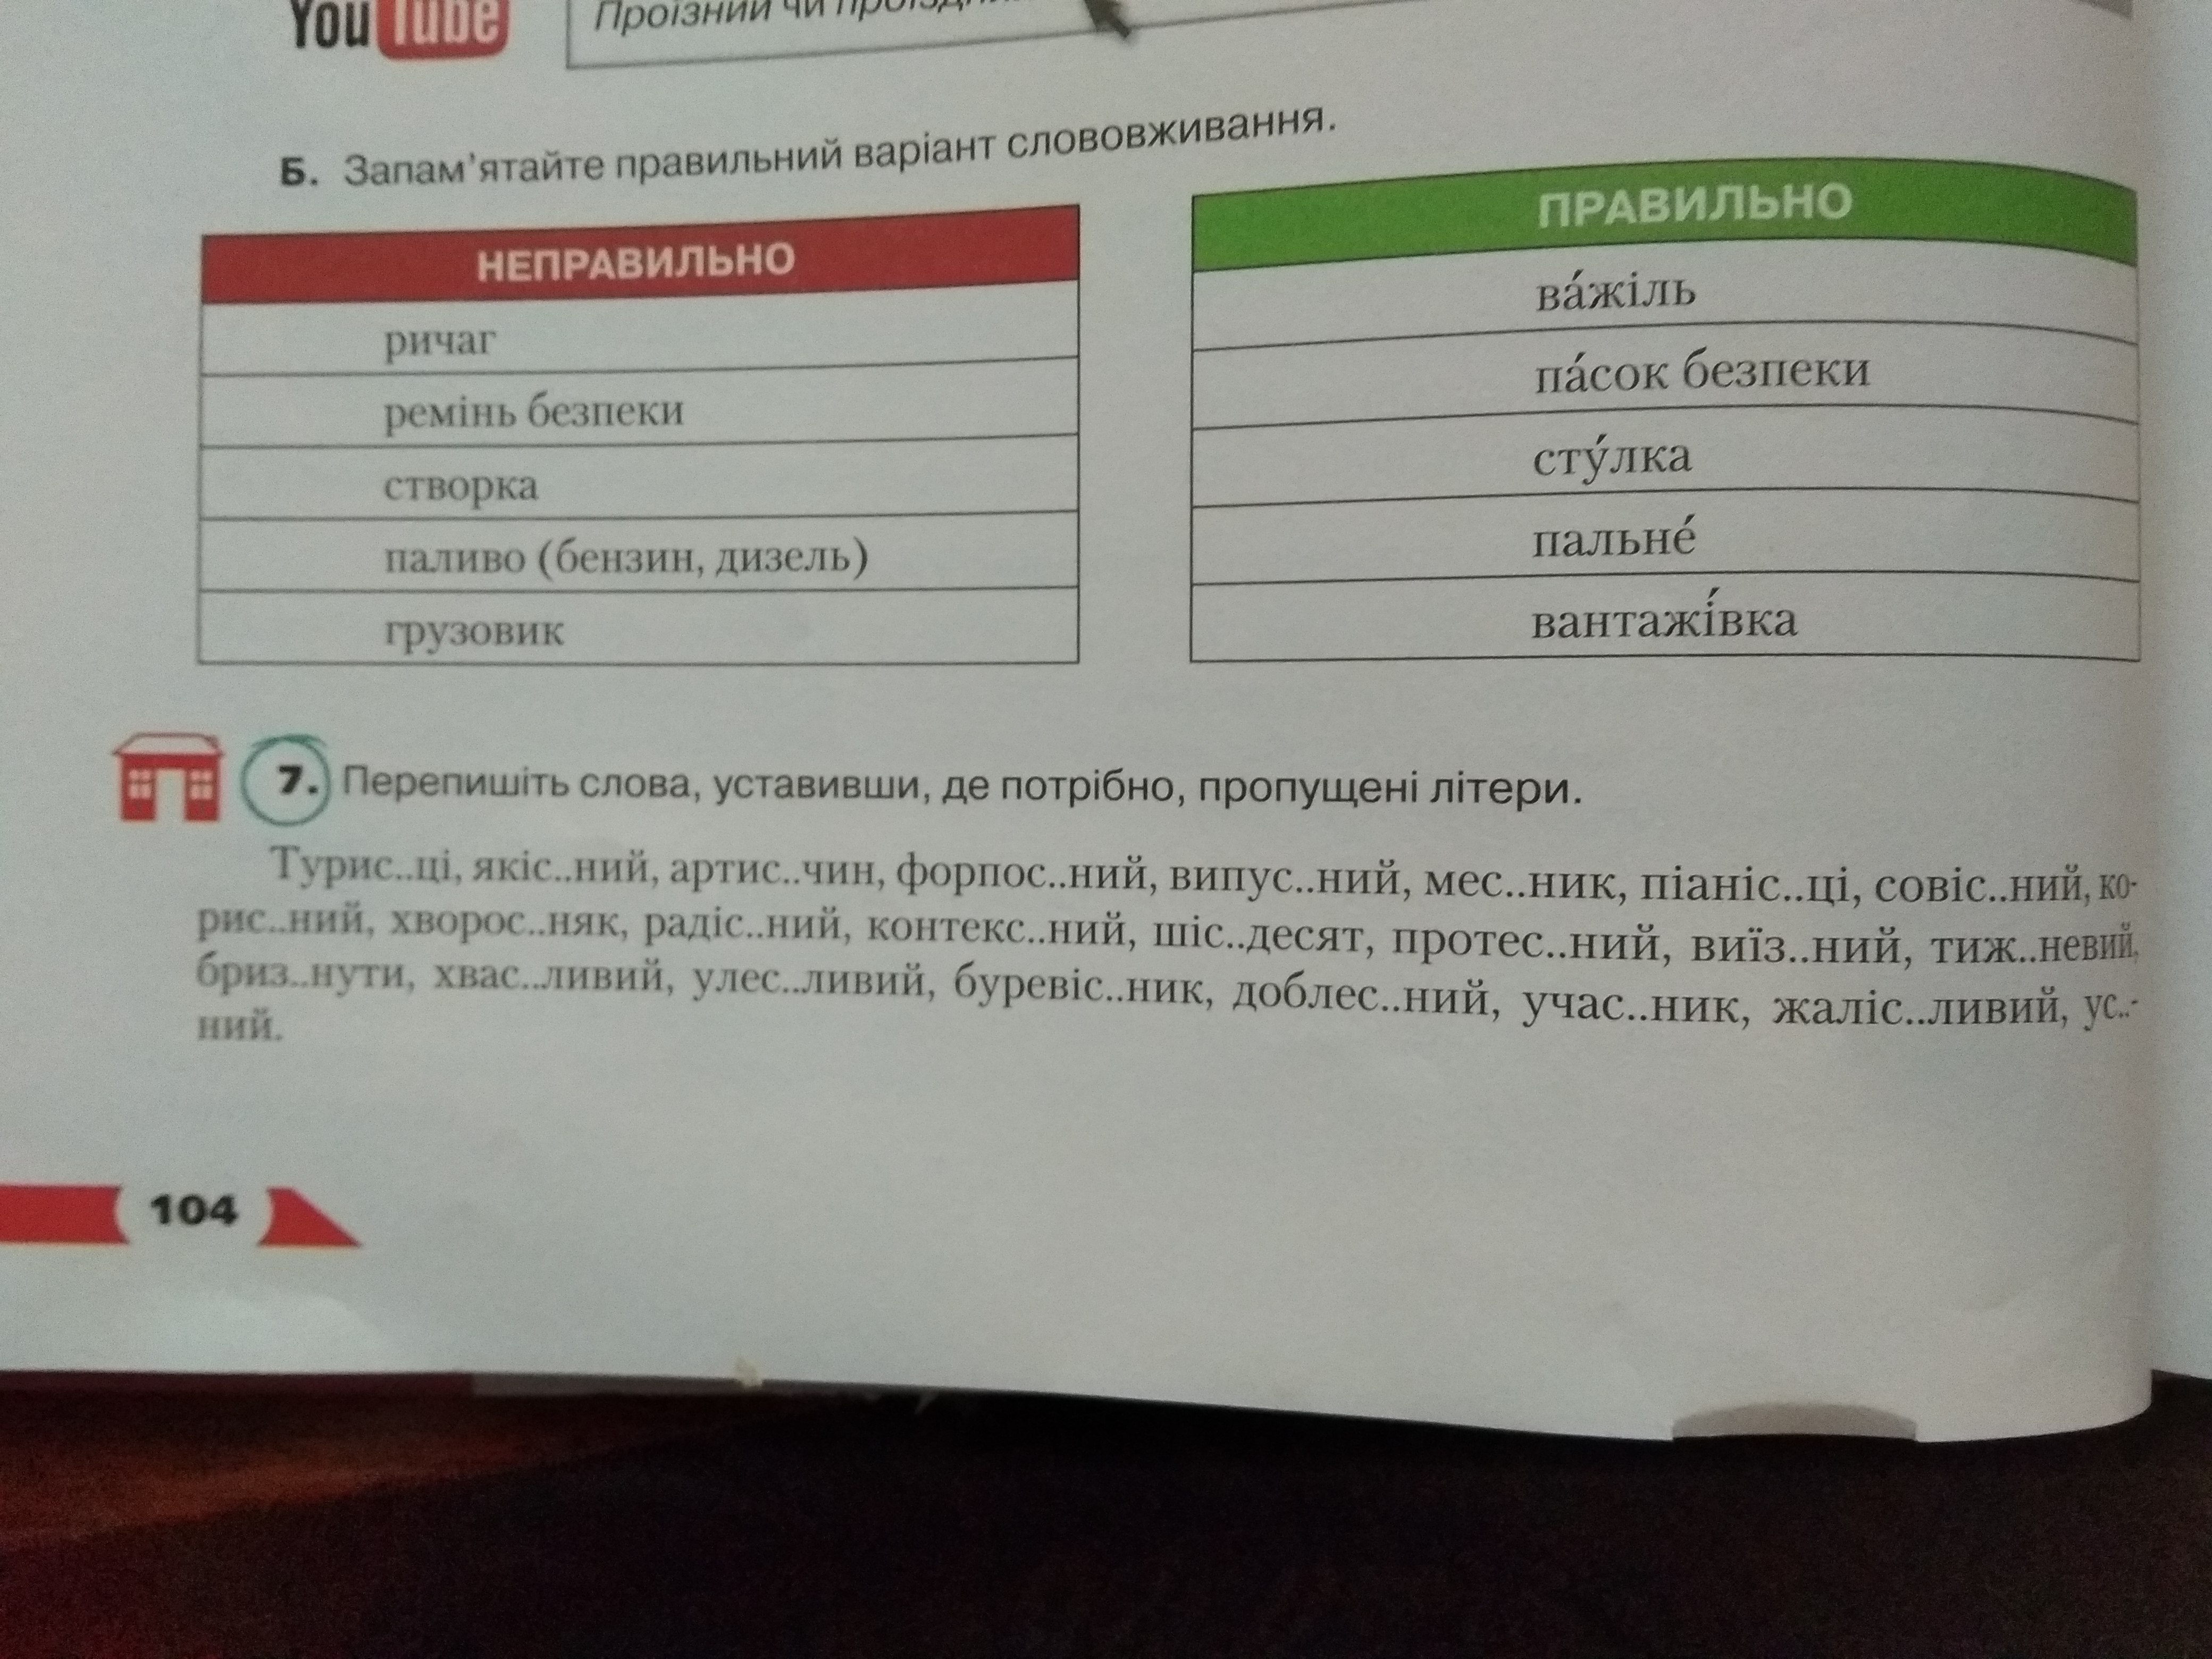 YouTube Проїзний чи
Б. Запам’ятайте правильний варіант слововживання.
НЕПРАВИЛЬНО
ричаг
ремінь безпеки
створка
паливо (бензин, дизель)
грузовик
ПРАВИЛЬНО
ва́жіль
па́сок безпеки
сту́лка
пальне́
вантажі́вка
7. Перепишіть слова, уставивши, де потрібно, пропущені літери.
Турис..ці, якіс..ний, артис..чин, форпос..ний, випус..ний, мес..ник, піаніс..ці, совіс..ний, ко-
рис..ний, хворос..няк, радіс..ний, контекс..ний, шіс..десят, протес..ний, виїз..ний, тиж..невий,
бриз..нути, хвас..ливий, улес..ливий, буревіс..ник, доблес..ний, учас..ник, жаліс..ливий, ус..-
ний.
104